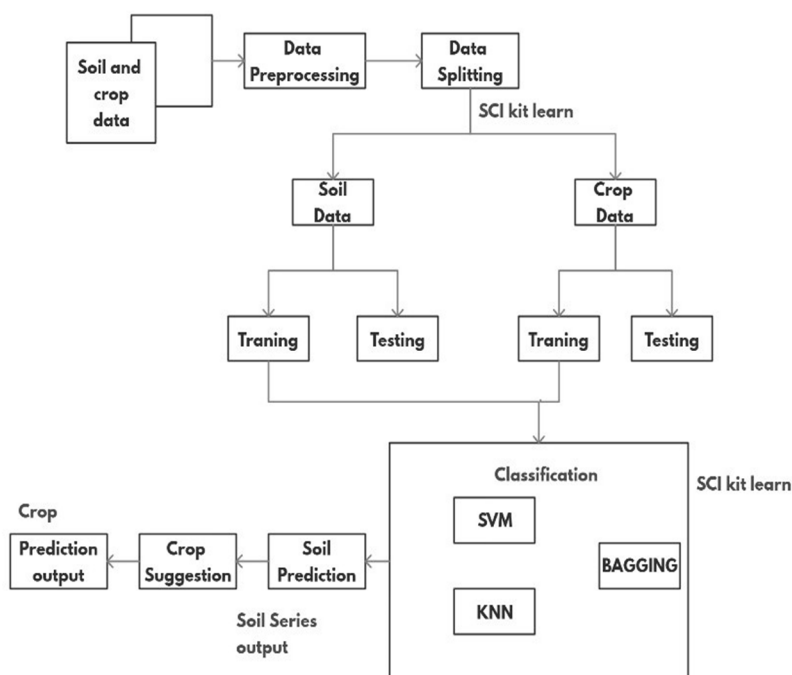 Soil and
crop
data
Data
Preprocessing
Data
Splitting
SCI kit learn
Soil
Data
Crop
Data
Traning
Testing
Traning
Testing
Classification
SCI kit learn
SVM
BAGGING
KNN
Crop
Prediction
output
Crop
Suggestion
Soil
Prediction
Soil Series
output